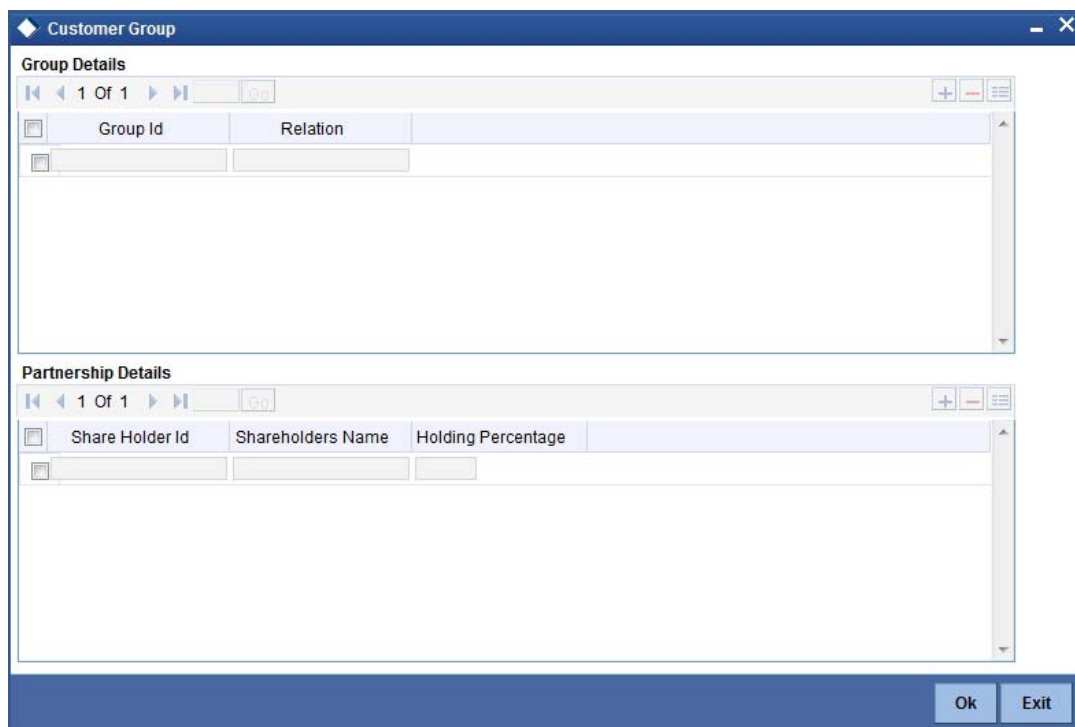 Customer Group
Group Details
1 Of 1 Go
Group Id Relation
Partnership Details
1 Of 1 Go
Share Holder Id Shareholders Name Holding Percentage
Ok Exit